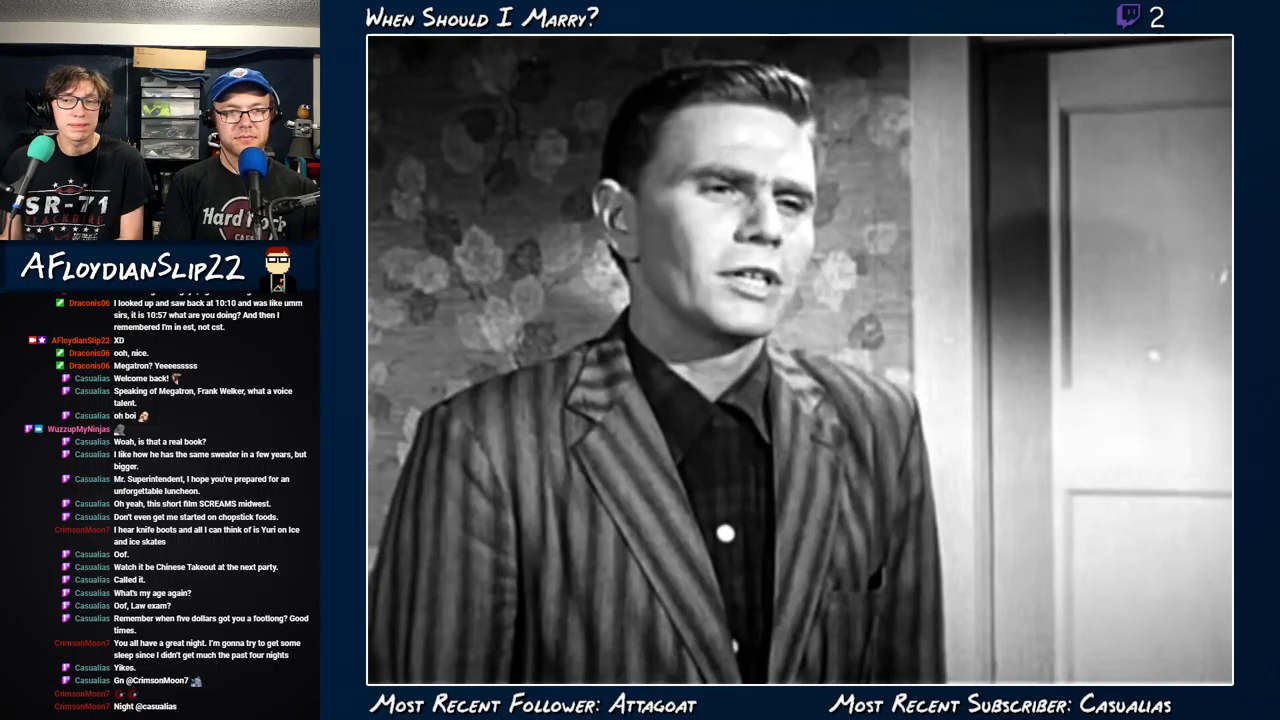 When Should I Marry?
2
SR-71
BLACKBIRD
Hard Rock
CAFE
AFloydianSlip22
Draconis06 I looked up and saw back at 10:10 and was like umm
sirs, it is 10:57 what are you doing? And then I
remembered I'm in est, not cst.
AFloydianSlip22 XD
Draconis06 ooh, nice.
Draconis06 Megatron? Yeeeesssss
Casualias Welcome back!
Casualias Speaking of Megatron, Frank Welker, what a voice
talent.
Casualias oh boi
WuzzupMyNinjas
Casualias Woah, is that a real book?
Casualias I like how he has the same sweater in a few years, but
bigger.
Casualias Mr. Superintendent, I hope you're prepared for an
unforgettable luncheon.
Casualias Oh yeah, this short film SCREAMS midwest.
Casualias Don't even get me started on chopstick foods.
CrimsonMoon7 I hear knife boots and all I can think of is Yuri on Ice
and ice skates
Casualias Oof.
Casualias Watch it be Chinese Takeout at the next party.
Casualias Called it.
Casualias What's my age again?
Casualias Oof, Law exam?
Casualias Remember when five dollars got you a footlong? Good
times.
CrimsonMoon7 You all have a great night. I'm gonna try to get some
sleep since I didn't get much the past four nights
Casualias Yikes.
Casualias Gn @CrimsonMoon7
CrimsonMoon7
CrimsonMoon7 Night @casualias
Most Recent Follower: Attagoat
Most Recent Subscriber: Casualias